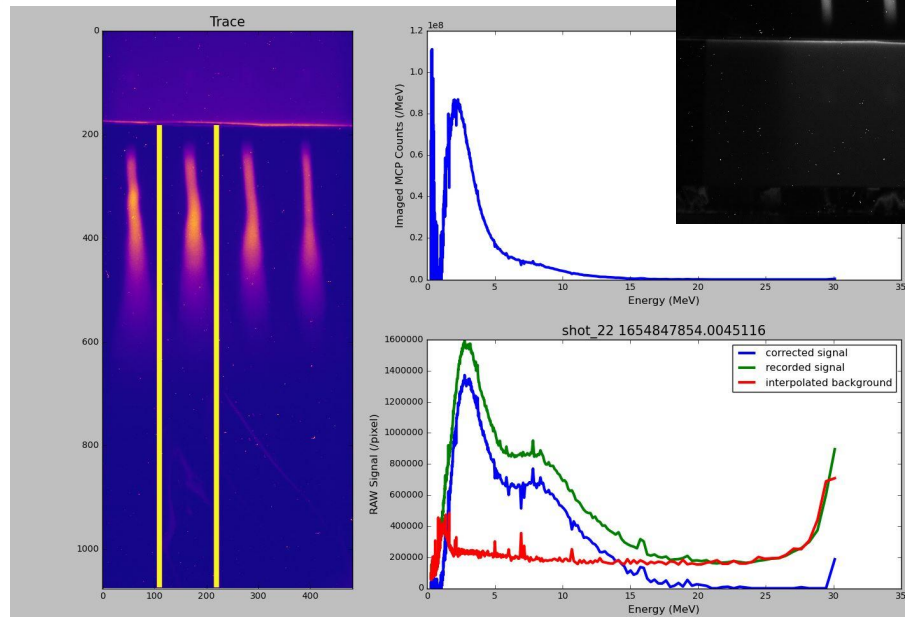 Trace
0
200
400
600
800
1000
0 100 200 300 400
1e8
1.2
1.0
0.8
0.6
0.4
0.2
0.0
Imaged MCP Counts (/MeV)
0 5 10 15 20 25 30 35
Energy (MeV)
shot_22 1654847854.0045116
1600000
1400000
1200000
1000000
800000
600000
400000
200000
0
RAW Signal (/pixel)
corrected signal
recorded signal
interpolated background
0 5 10 15 20 25 30 35
Energy (MeV)